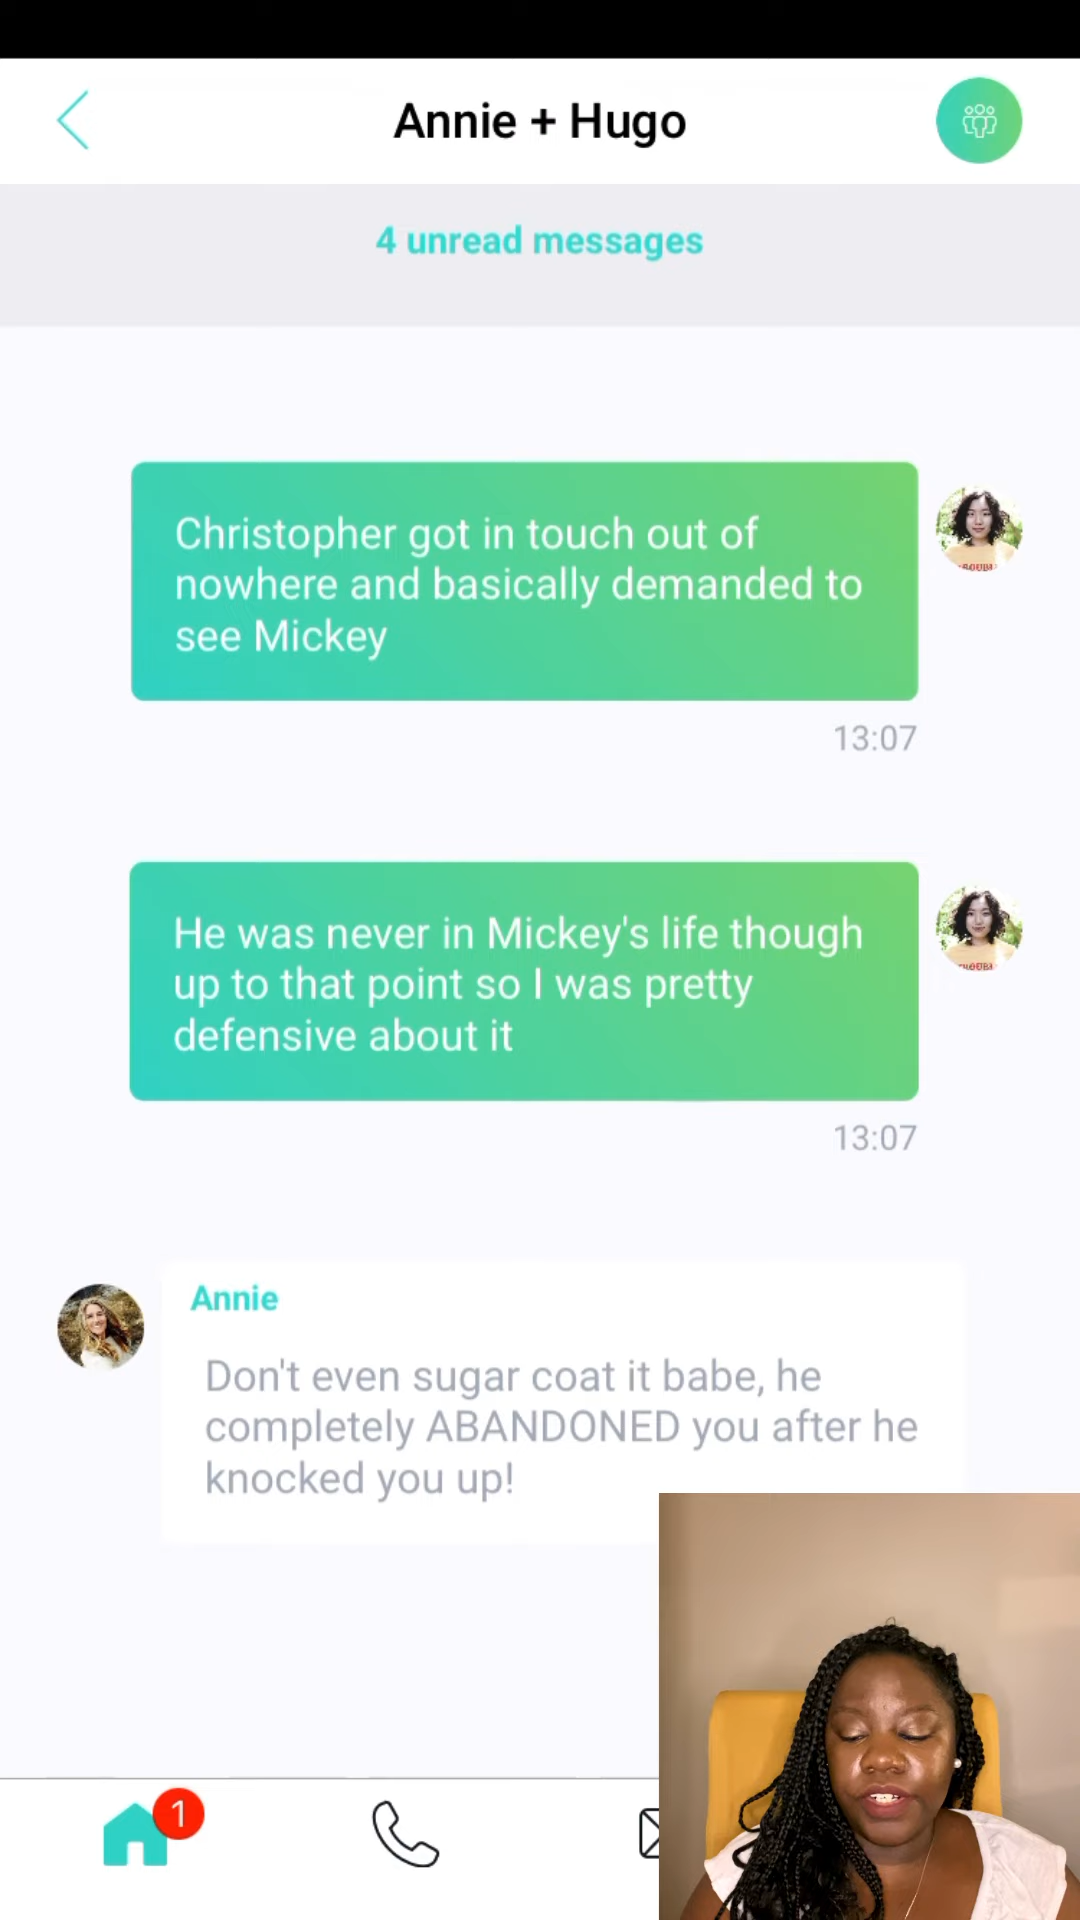 Annie + Hugo
4 unread messages
Christopher got in touch out of
nowhere and basically demanded to
see Mickey
13:07
He was never in Mickey's life though
up to that point so I was pretty
defensive about it
13:07
Annie
Don't even sugar coat it babe, he
completely ABANDONED you after he
knocked you up!
1